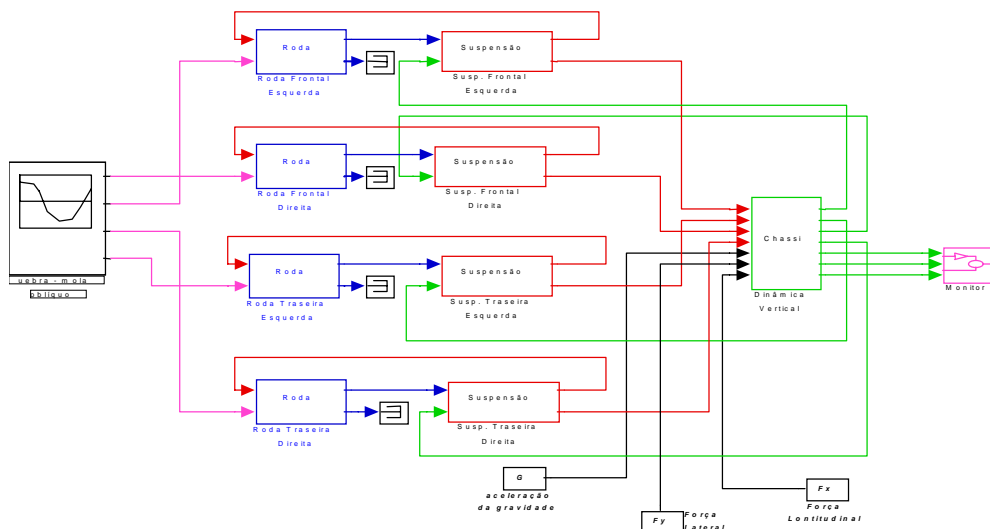 Roda
Suspensão
Roda Frontal
Esquerda
Susp. Frontal
Esquerda
Roda
Suspensão
Roda Frontal
Direita
Susp. Frontal
Direita
uebra - mola
oblíquo
Roda
Suspensão
Roda Traseira
Esquerda
Susp. Traseira
Esquerda
Chassi
Dinâmica
Vertical
Monitor
Roda
Suspensão
Roda Traseira
Direita
Susp. Traseira
Direita
G
aceleração
da gravidade
Fy
Força
Lateral
Fx
Força
Lontitudinal